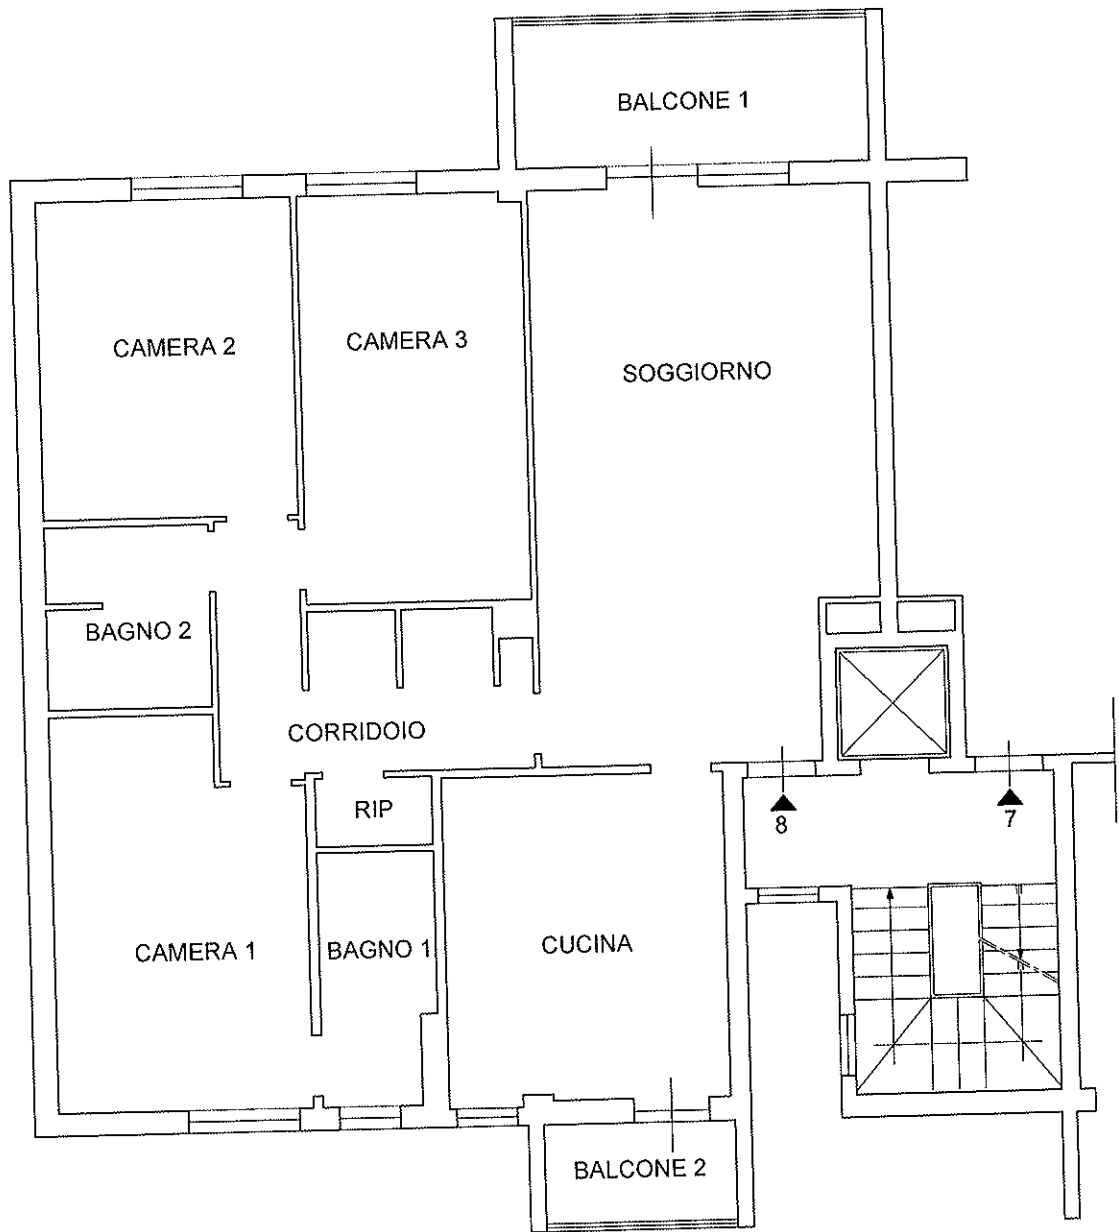 BALCONE 1
CAMERA 2
CAMERA 3
SOGGIORNO
BAGNO 2
CORRIDOIO
RIP
8
7
CAMERA 1
BAGNO 1
CUCINA
BALCONE 2